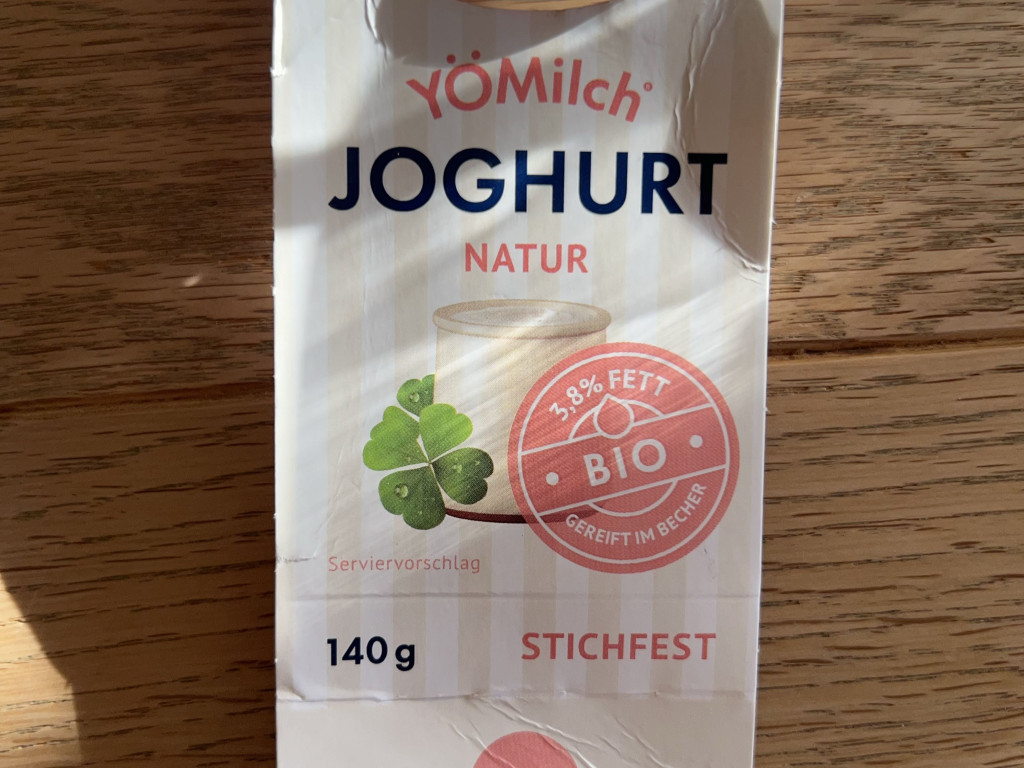 YÖMilch°
JOGHURT
NATUR
3,8% FETT
BIO
GEREIFT IM BECHER
Serviervorschlag
140 g
STICHFEST